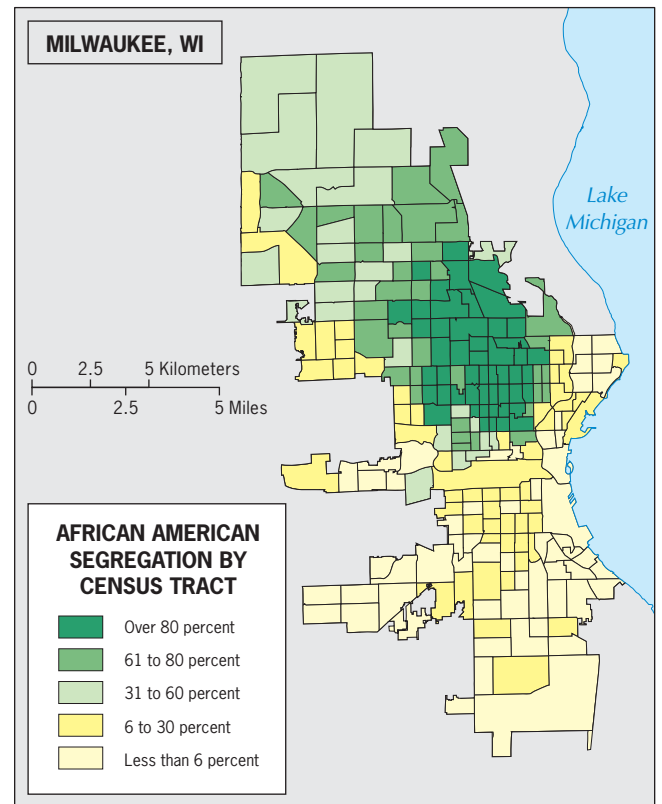 MILWAUKEE, WI
Lake
Michigan
0 2.5 5 Kilometers
0 2.5 5 Miles
AFRICAN AMERICAN
SEGREGATION BY
CENSUS TRACT
Over 80 percent
61 to 80 percent
31 to 60 percent
6 to 30 percent
Less than 6 percent